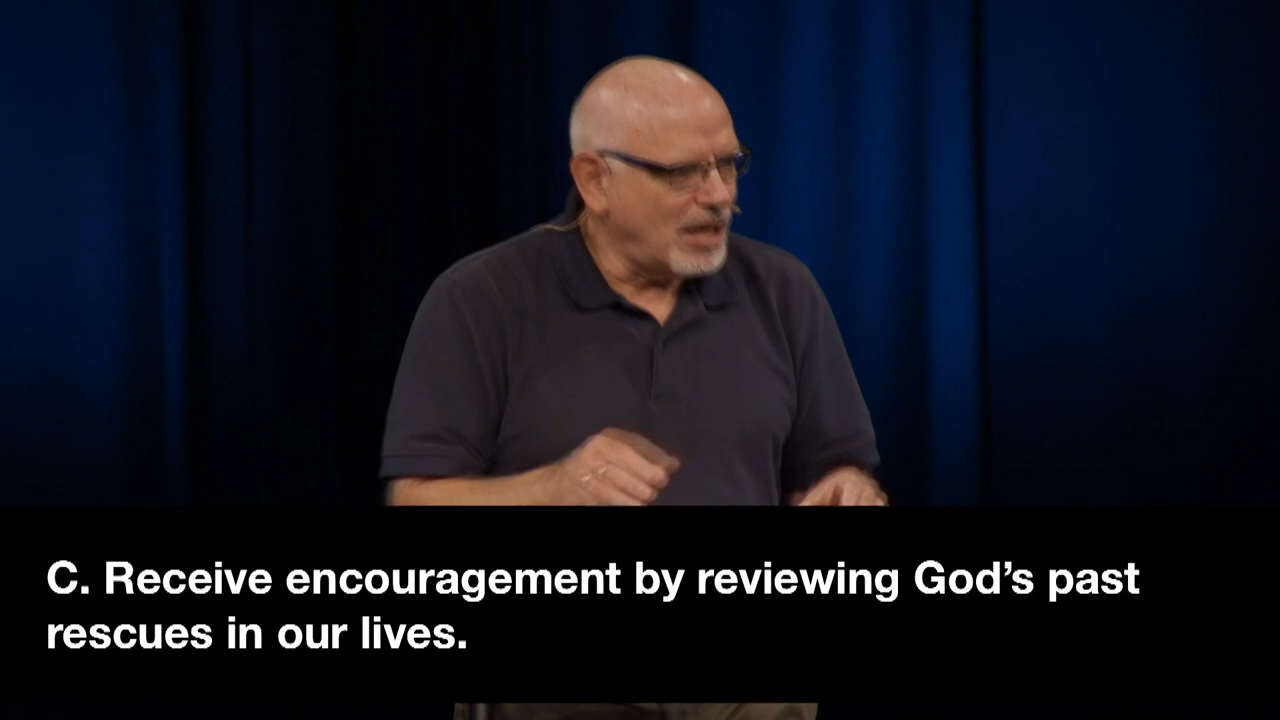 C. Receive encouragement by reviewing God’s past
rescues in our lives.